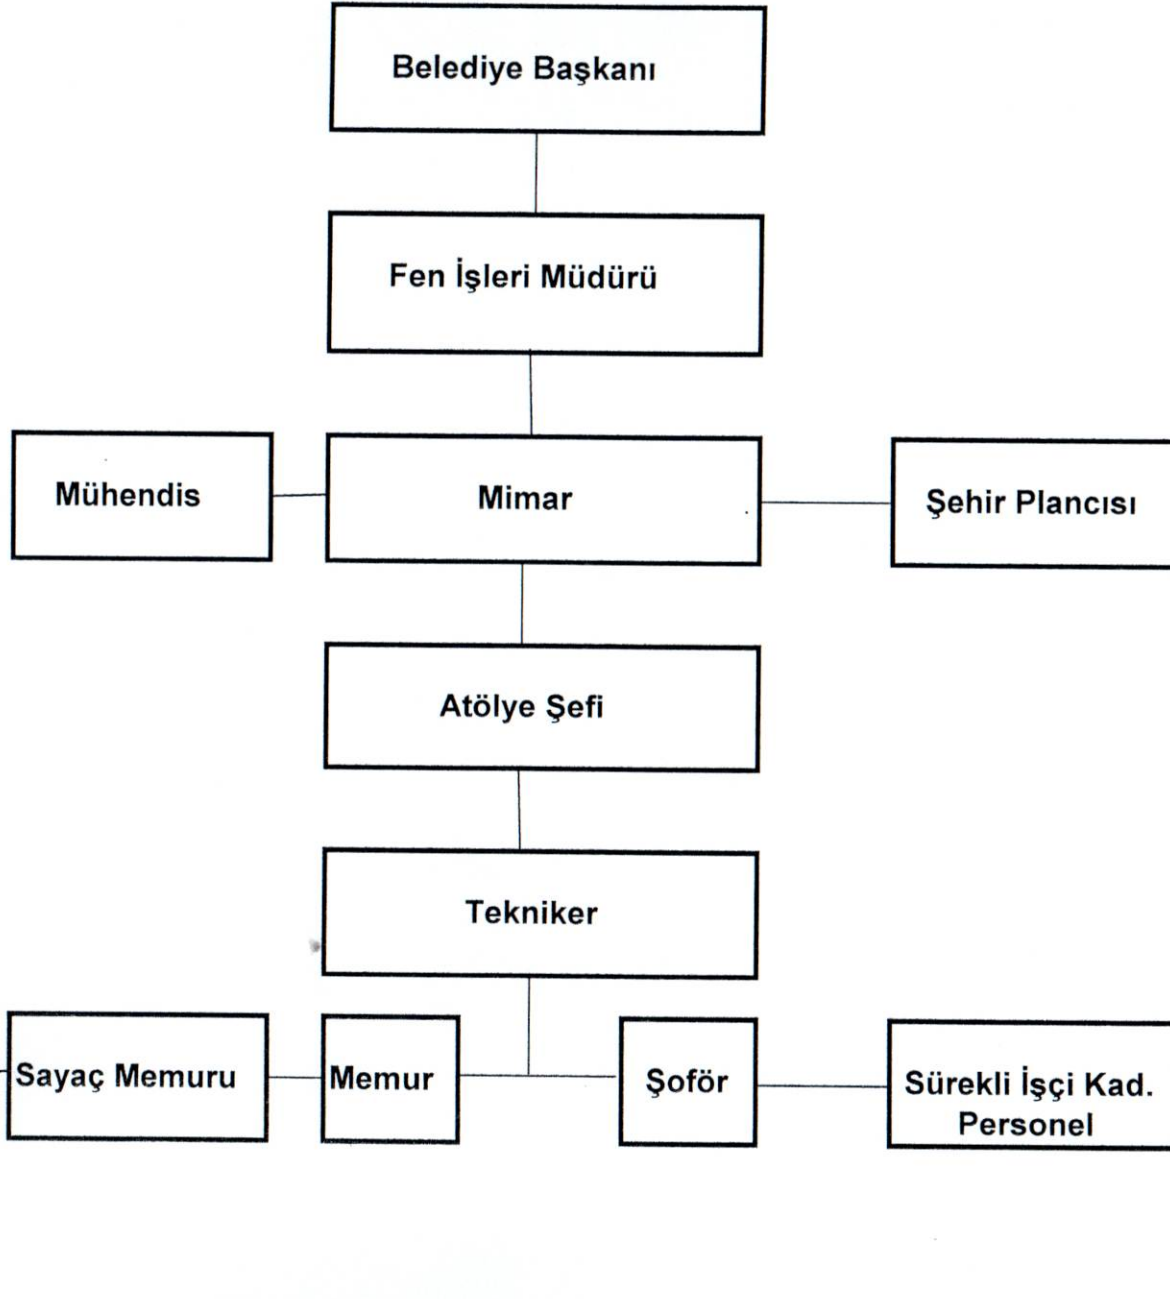 Belediye Başkanı
Fen İşleri Müdürü
Mühendis
Mimar
Şehir Plancısı
Atölye Şefi
Tekniker
Sayaç Memuru
Memur
Şoför
Sürekli İşçi Kad.
Personel